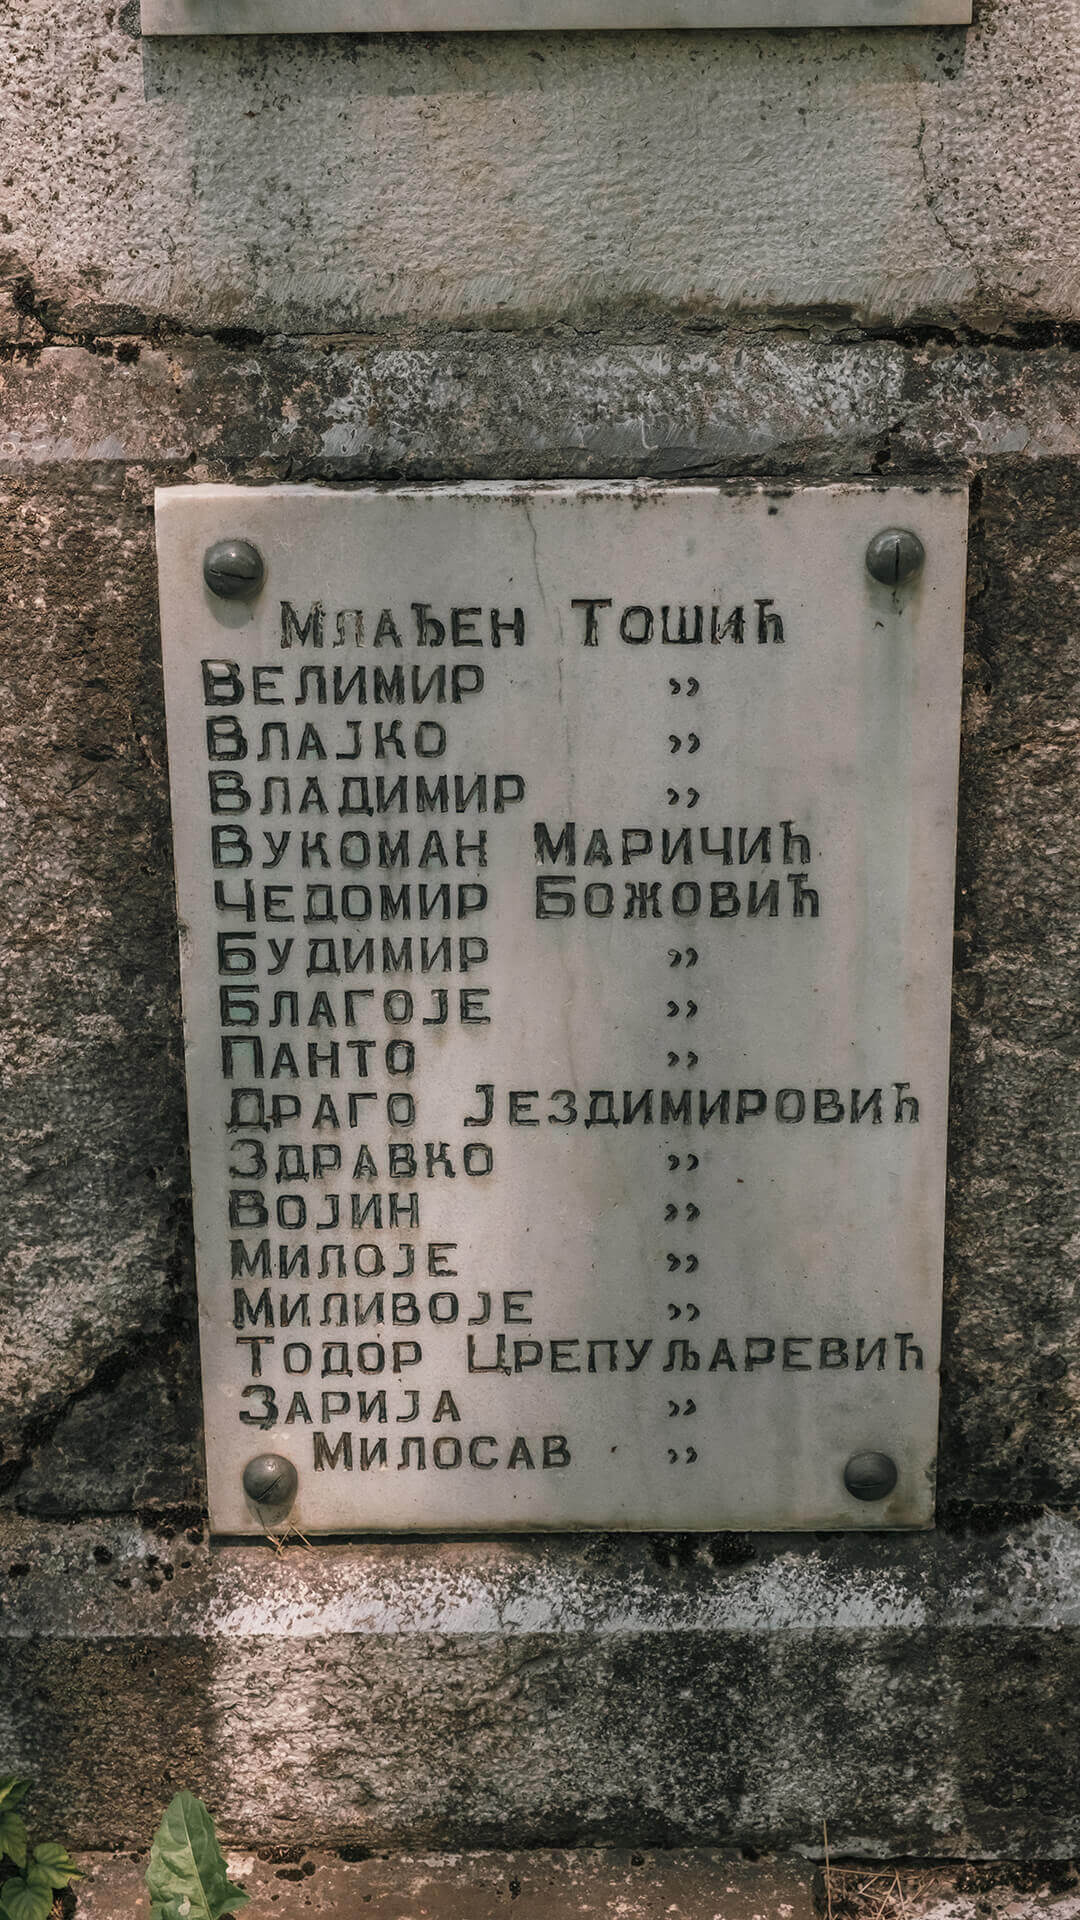 Млађен Тошић
Велимир ,,
Влајко ,,
Владимир ,,
Вукоман Маричић
Чедомир Божовић
Будимир ,,
Благоје ,,
Панто ,,
Драго Јездимировић
Здравко ,,
Војин ,,
Милоје ,,
Миливоје ,,
Тодор Црепуљаревић
Зарија ,,
Милосав ,,